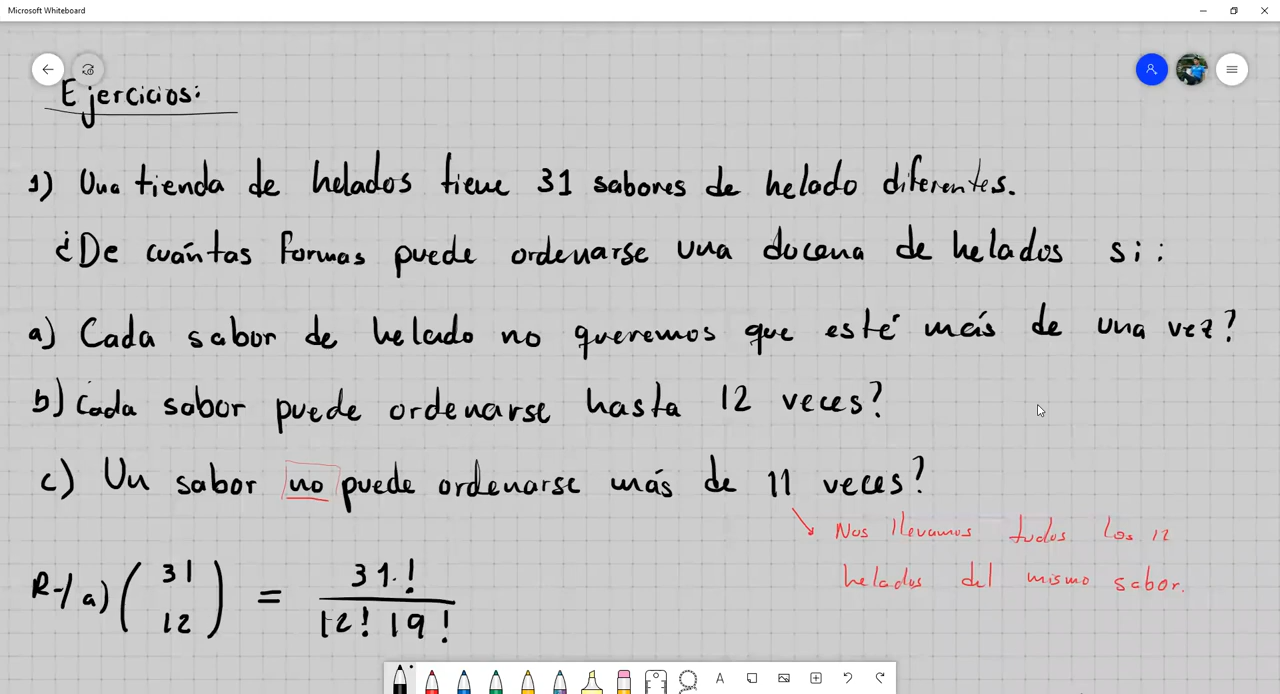 Microsoft Whiteboard
Ejercicios:
1) Una tienda de helados tiene 31 sabores de helado diferentes.
¿De cuántas formas puede ordenarse una docena de helados si:
a) Cada sabor de helado no queremos que esté más de una vez?
b) Cada sabor puede ordenarse hasta 12 veces?
c) Un sabor no puede ordenarse más de 11 veces?
Nos llevamos todos los 12
helados del mismo sabor.
R-/ a) (31 12) = 31! / 12! 19!
A